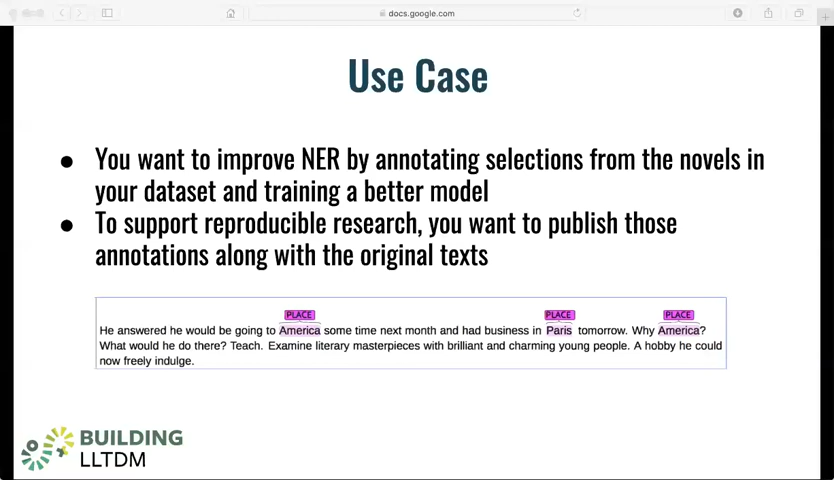 docs.google.com
Use Case
● You want to improve NER by annotating selections from the novels in
your dataset and training a better model
● To support reproducible research, you want to publish those
annotations along with the original texts
PLACE PLACE PLACE
He answered he would be going to America some time next month and had business in Paris tomorrow. Why America?
What would he do there? Teach. Examine literary masterpieces with brilliant and charming young people. A hobby he could
now freely indulge.
BUILDING
LLTDM